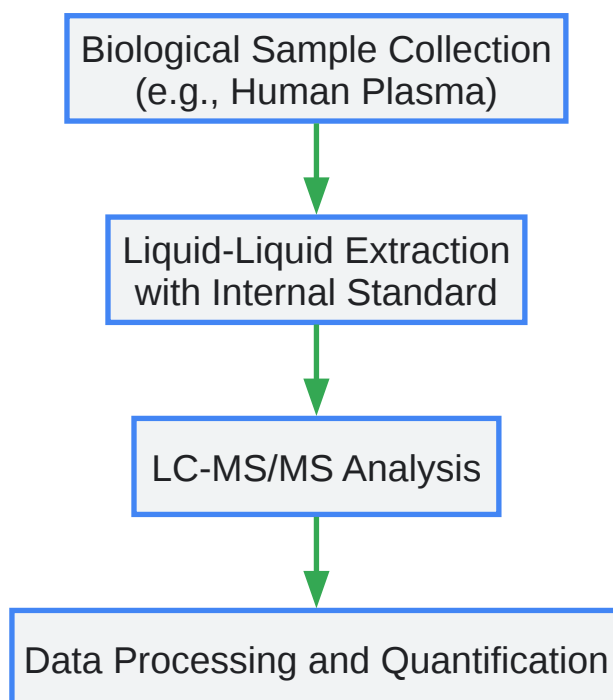 Biological Sample Collection
(e.g., Human Plasma)
Liquid-Liquid Extraction
with Internal Standard
LC-MS/MS Analysis
Data Processing and Quantification